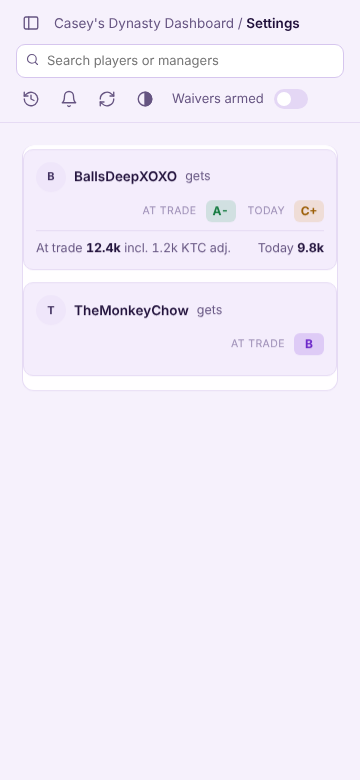 Casey's Dynasty Dashboard / Settings
Search players or managers
Waivers armed
B BallsDeepXOXO gets
AT TRADE A- TODAY C+
At trade 12.4k incl. 1.2k KTC adj. Today 9.8k
T TheMonkeyChow gets
AT TRADE B